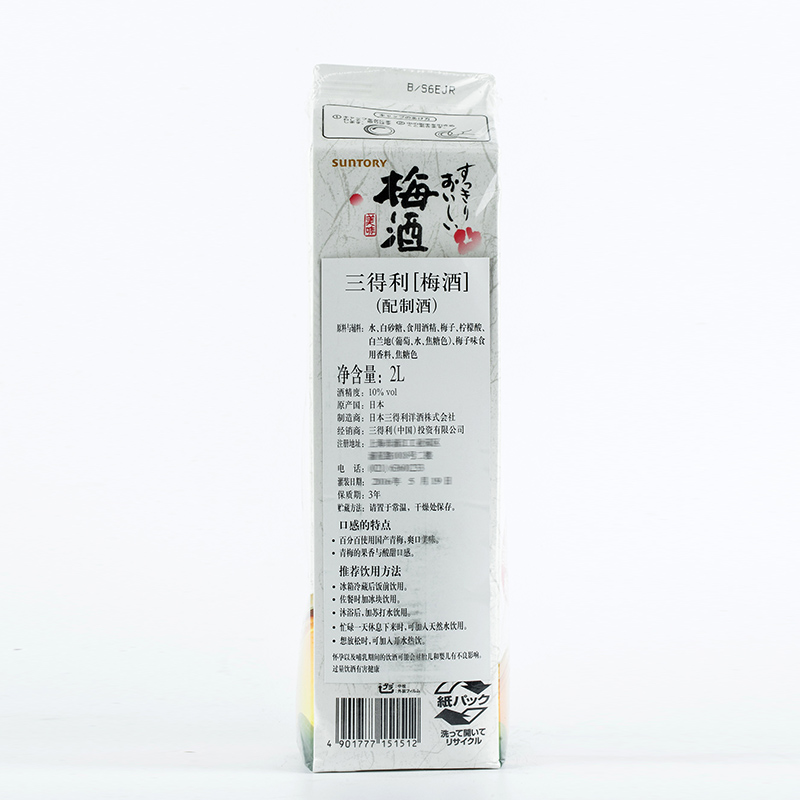 B/S6EJR
SUNTORY
すっきり
おいしい
梅酒
美味
三得利[梅酒]
(配制酒)
原料与辅料：水、白砂糖、食用酒精、梅子、柠檬酸、
白兰地(葡萄、水、焦糖色)、梅子味食
用香料、焦糖色
净含量：2L
酒精度：10% vol
原产国：日本
制造商：日本三得利洋酒株式会社
经销商：三得利(中国)投资有限公司
注册地址：
电 话：
灌装日期：
保质期：3年
贮藏方法：请置于常温，干燥处保存。
口感的特点
• 百分百使用国产青梅，爽口美味。
• 青梅的果香与酸甜口感。
推荐饮用方法
• 冰箱冷藏后饭前饮用。
• 佐餐时加冰块饮用。
• 沐浴后，加苏打水饮用。
• 忙碌一天休息下来时，可加入天然水饮用。
• 想放松时，可加入热水热饮。
怀孕以及哺乳期间的饮酒可能会对胎儿和婴儿有不良影响。
过量饮酒有害健康
プラ
中栓
外装フィルム
紙パック
洗って開いて
リサイクル
4 901777 151512